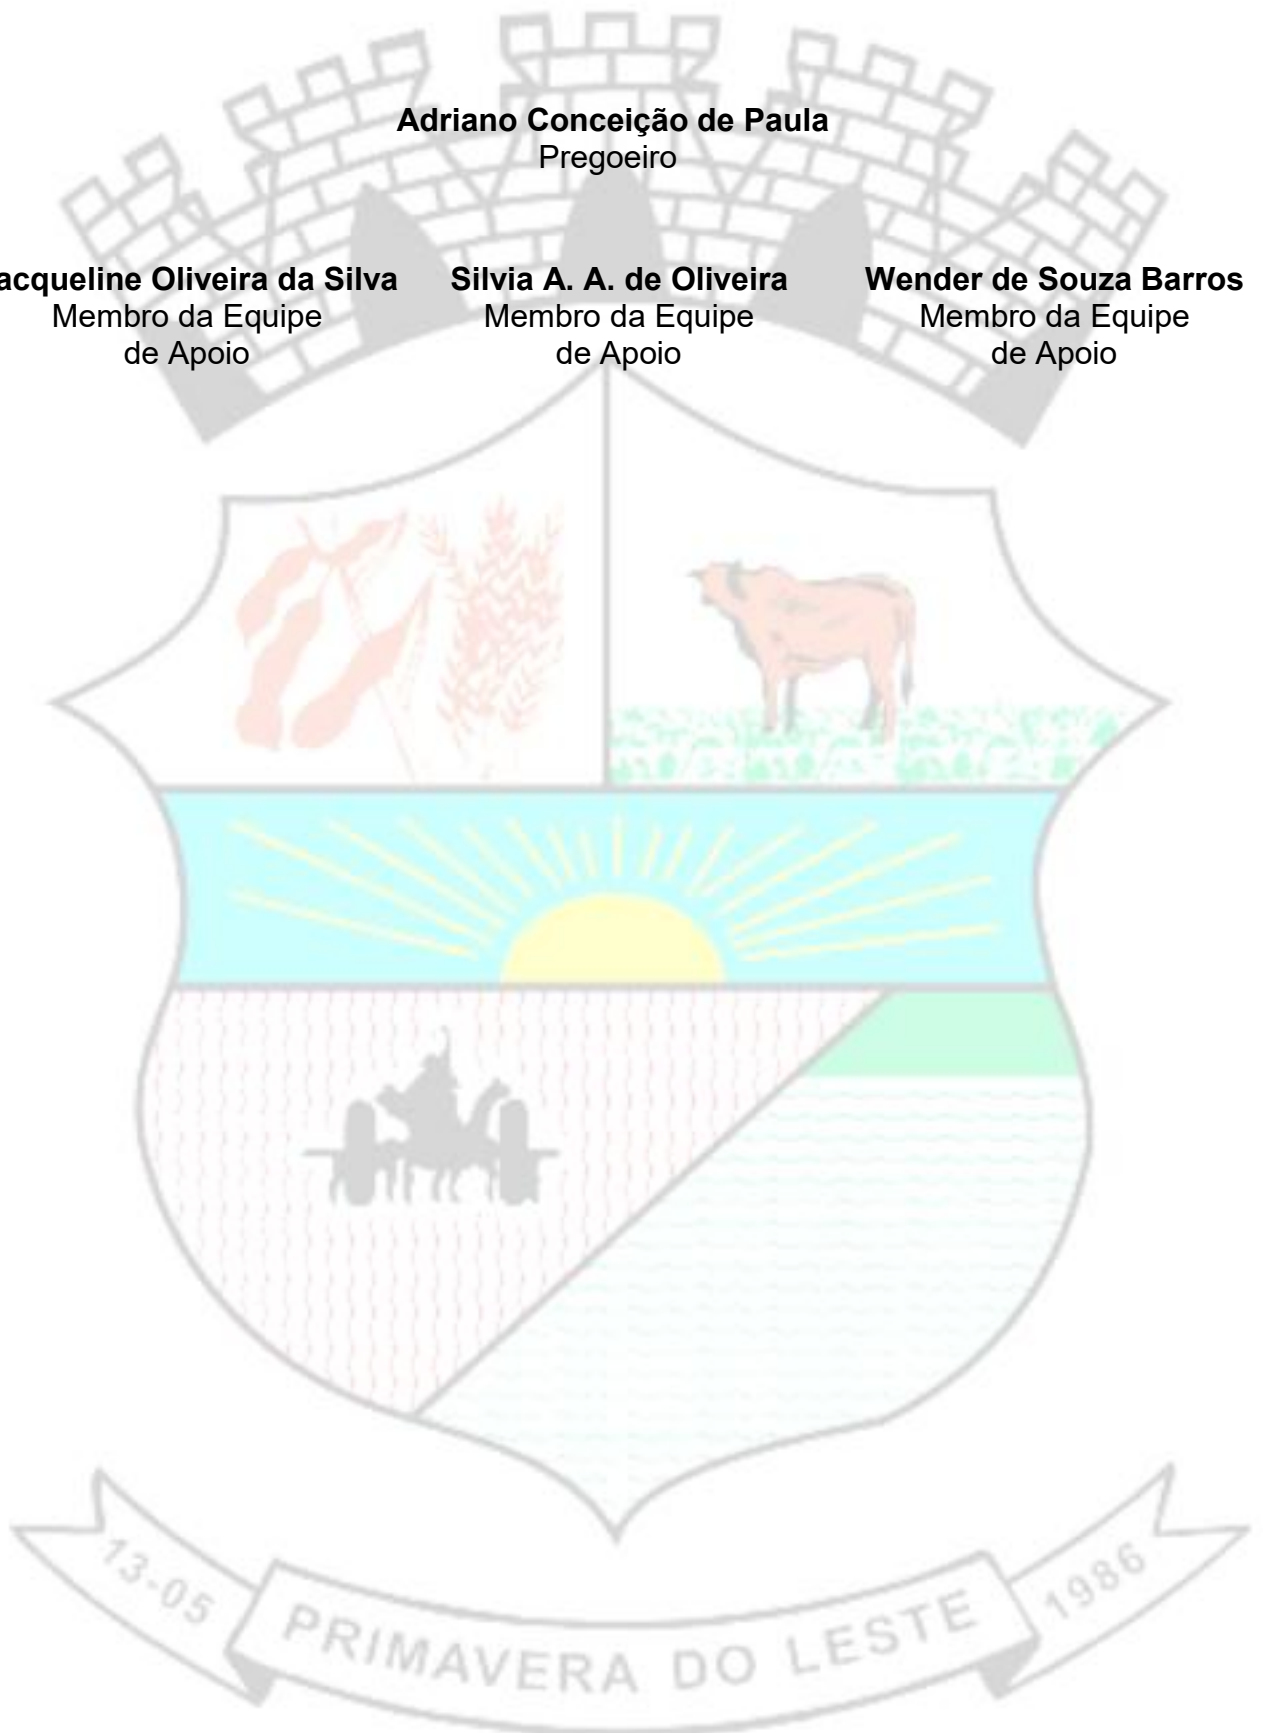 Adriano Conceição de Paula
Pregoeiro
acqueline Oliveira da Silva Silvia A. A. de Oliveira Wender de Souza Barros
Membro da Equipe Membro da Equipe Membro da Equipe
de Apoio de Apoio de Apoio
13-05 PRIMAVERA DO LESTE 1986